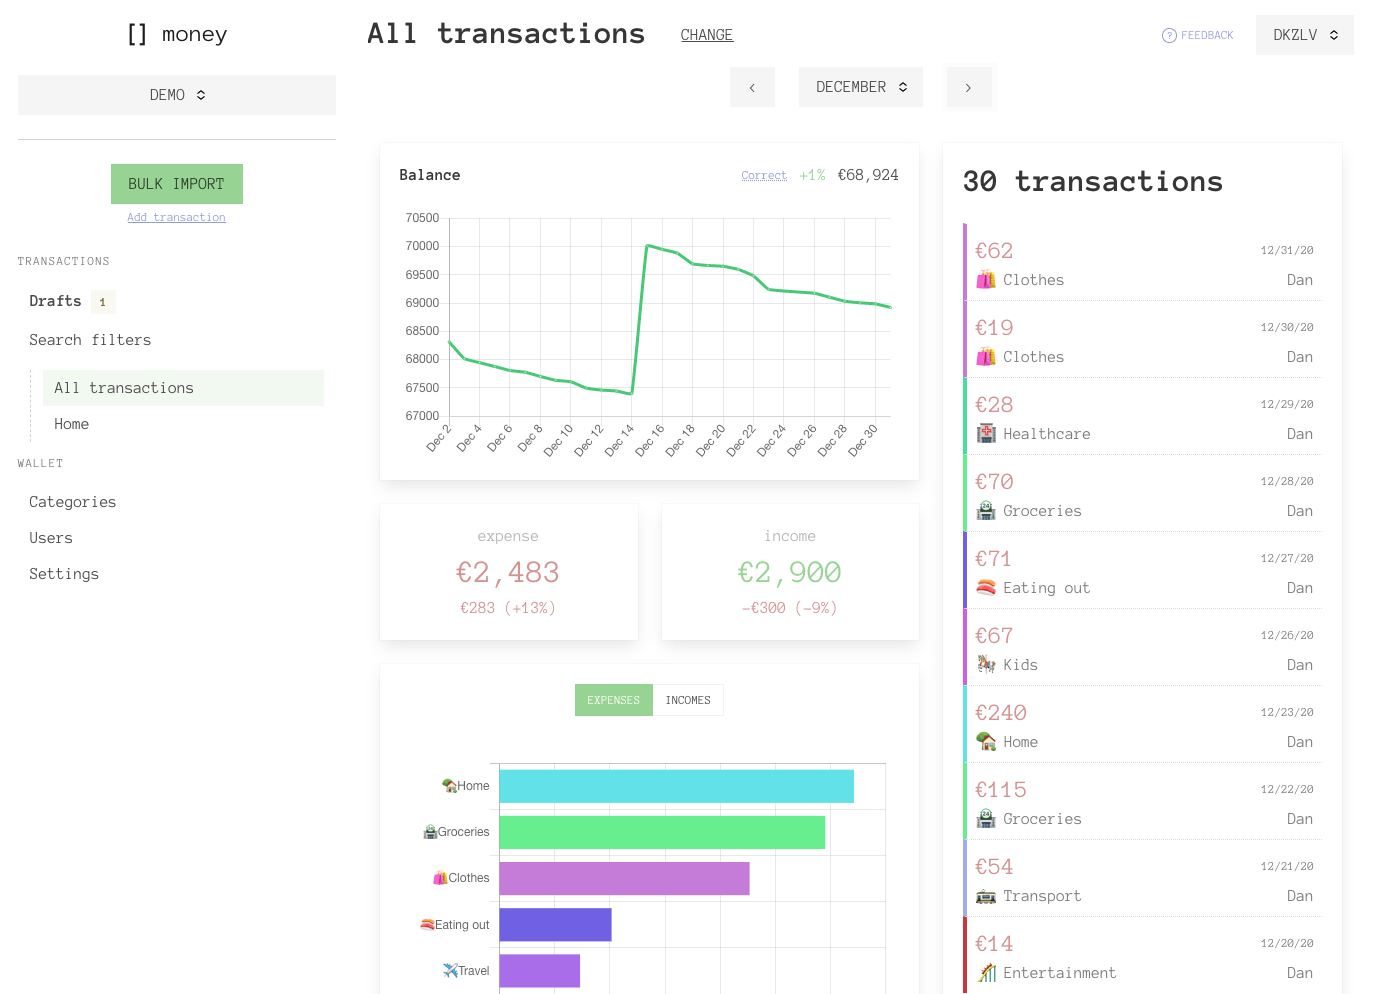 [] money
DEMO
BULK IMPORT
Add transaction
TRANSACTIONS
Drafts 1
Search filters
All transactions
Home
WALLET
Categories
Users
Settings
All transactions CHANGE
FEEDBACK
DKZLV
‹ DECEMBER ›
Balance Correct +1% €68,924
70500
70000
69500
69000
68500
68000
67500
67000
Dec 2 Dec 4 Dec 6 Dec 8 Dec 10 Dec 12 Dec 14 Dec 16 Dec 18 Dec 20 Dec 22 Dec 24 Dec 26 Dec 28 Dec 30
expense
€2,483
€283 (+13%)
income
€2,900
-€300 (-9%)
EXPENSES INCOMES
Home
Groceries
Clothes
Eating out
Travel
30 transactions
€62 12/31/20
Clothes Dan
€19 12/30/20
Clothes Dan
€28 12/29/20
Healthcare Dan
€70 12/28/20
Groceries Dan
€71 12/27/20
Eating out Dan
€67 12/26/20
Kids Dan
€240 12/23/20
Home Dan
€115 12/22/20
Groceries Dan
€54 12/21/20
Transport Dan
€14 12/20/20
Entertainment Dan